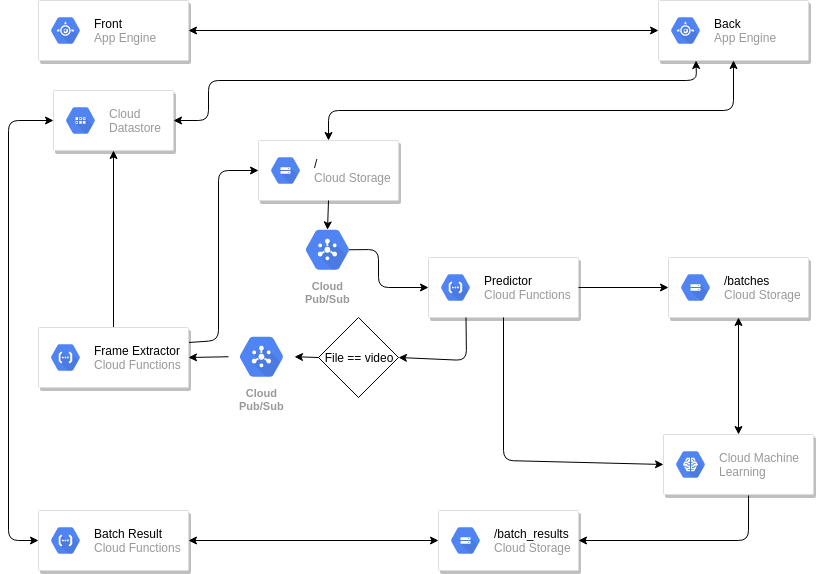 Front
App Engine
Back
App Engine
Cloud
Datastore
/
Cloud Storage
Cloud
Pub/Sub
Predictor
Cloud Functions
/batches
Cloud Storage
Frame Extractor
Cloud Functions
Cloud
Pub/Sub
File == video
Cloud Machine
Learning
Batch Result
Cloud Functions
/batch_results
Cloud Storage